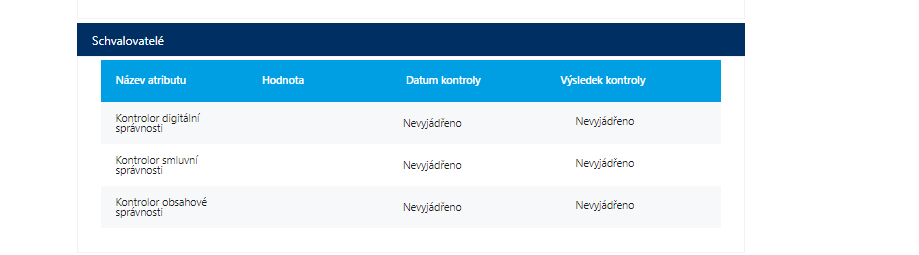 Schvalovatelé
Název atributu Hodnota Datum kontroly Výsledek kontroly
Kontrolor digitální
správnosti
Nevyjádřeno Nevyjádřeno
Kontrolor smluvní
správnosti
Nevyjádřeno Nevyjádřeno
Kontrolor obsahové
správnosti
Nevyjádřeno Nevyjádřeno